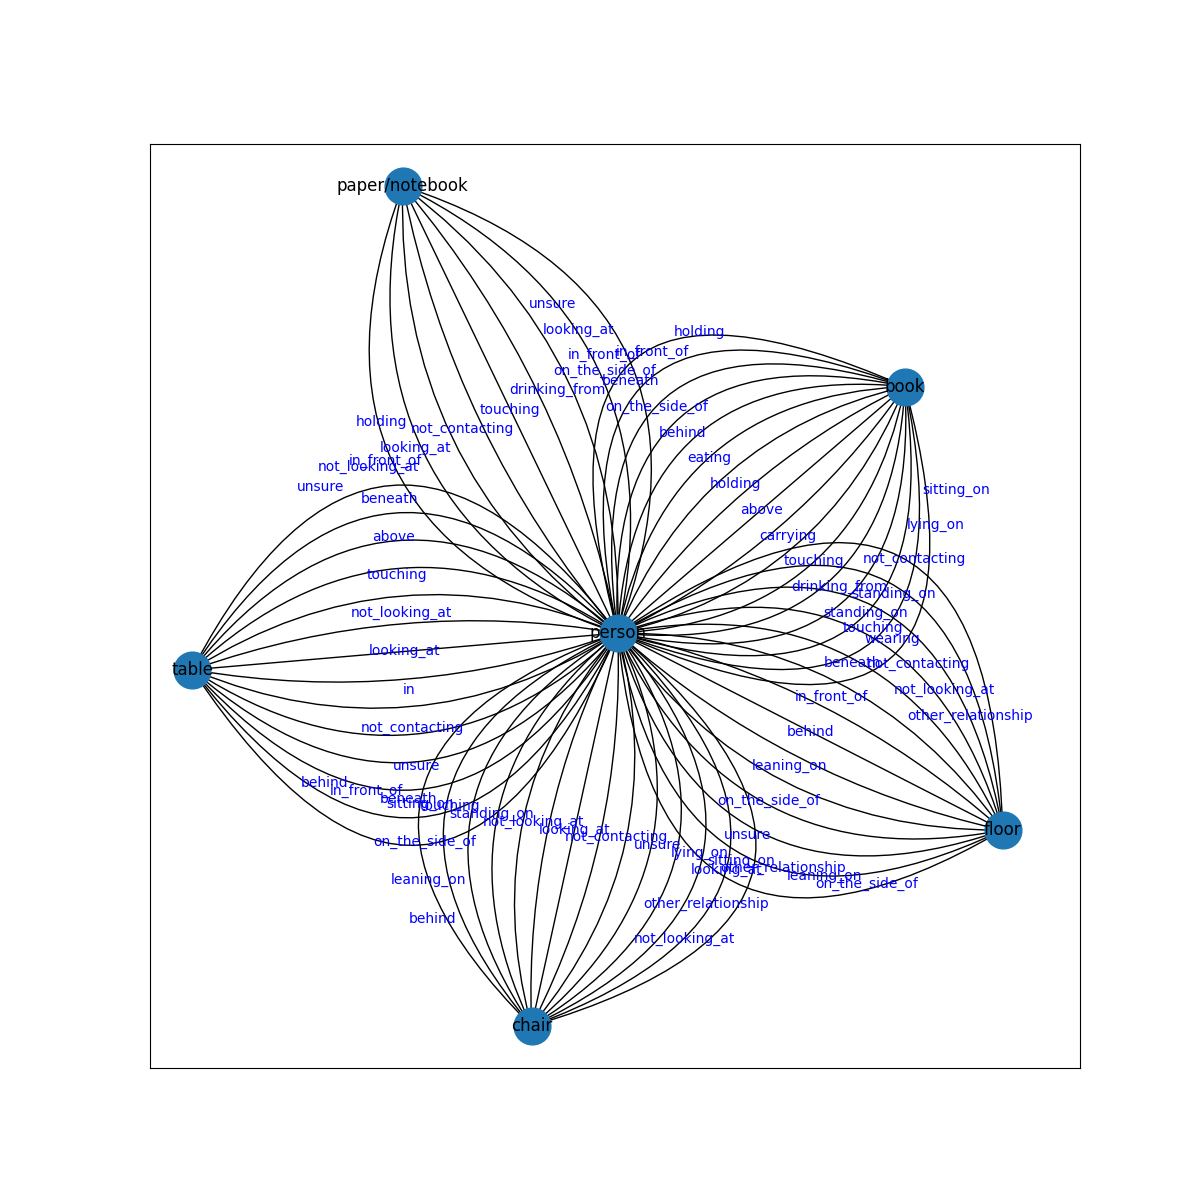 paper/notebook
unsure
looking_at
holding
in_front_of
in_front_of
on_the_side_of
beneath
book
drinking_from
touching
on_the_side_of
holding
not_contacting
behind
looking_at
in_front_of
not_looking_at
eating
unsure
beneath
holding
sitting_on
above
lying_on
above
carrying
touching
touching
not_contacting
drinking_from
standing_on
not_looking_at
standing_on
touching
person
wearing
looking_at
beneath
not_contacting
table
in
in_front_of
not_looking_at
other_relationship
not_contacting
behind
unsure
leaning_on
behind
in_front_of
beneath
sitting_on
touching
on_the_side_of
standing_on
not_looking_at
looking_at
not_contacting
unsure
unsure
floor
on_the_side_of
lying_on
sitting_on
looking_at
other_relationship
leaning_on
on_the_side_of
leaning_on
other_relationship
behind
not_looking_at
chair